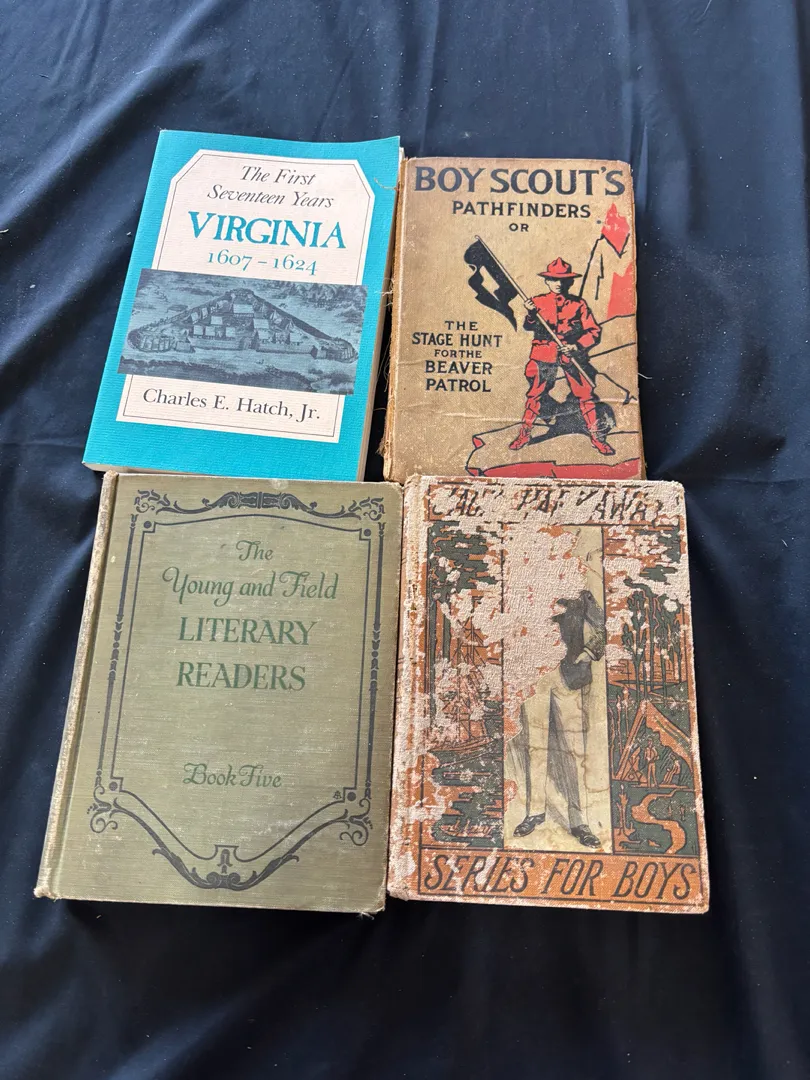 The First
Seventeen Years
VIRGINIA
1607-1624
Charles E. Hatch, Jr.
BOY SCOUT'S
PATHFINDERS
OR
THE
STAGE HUNT
FOR THE
BEAVER
PATROL
The
Young and Field
LITERARY
READERS
Book Five
SERIES FOR BOYS